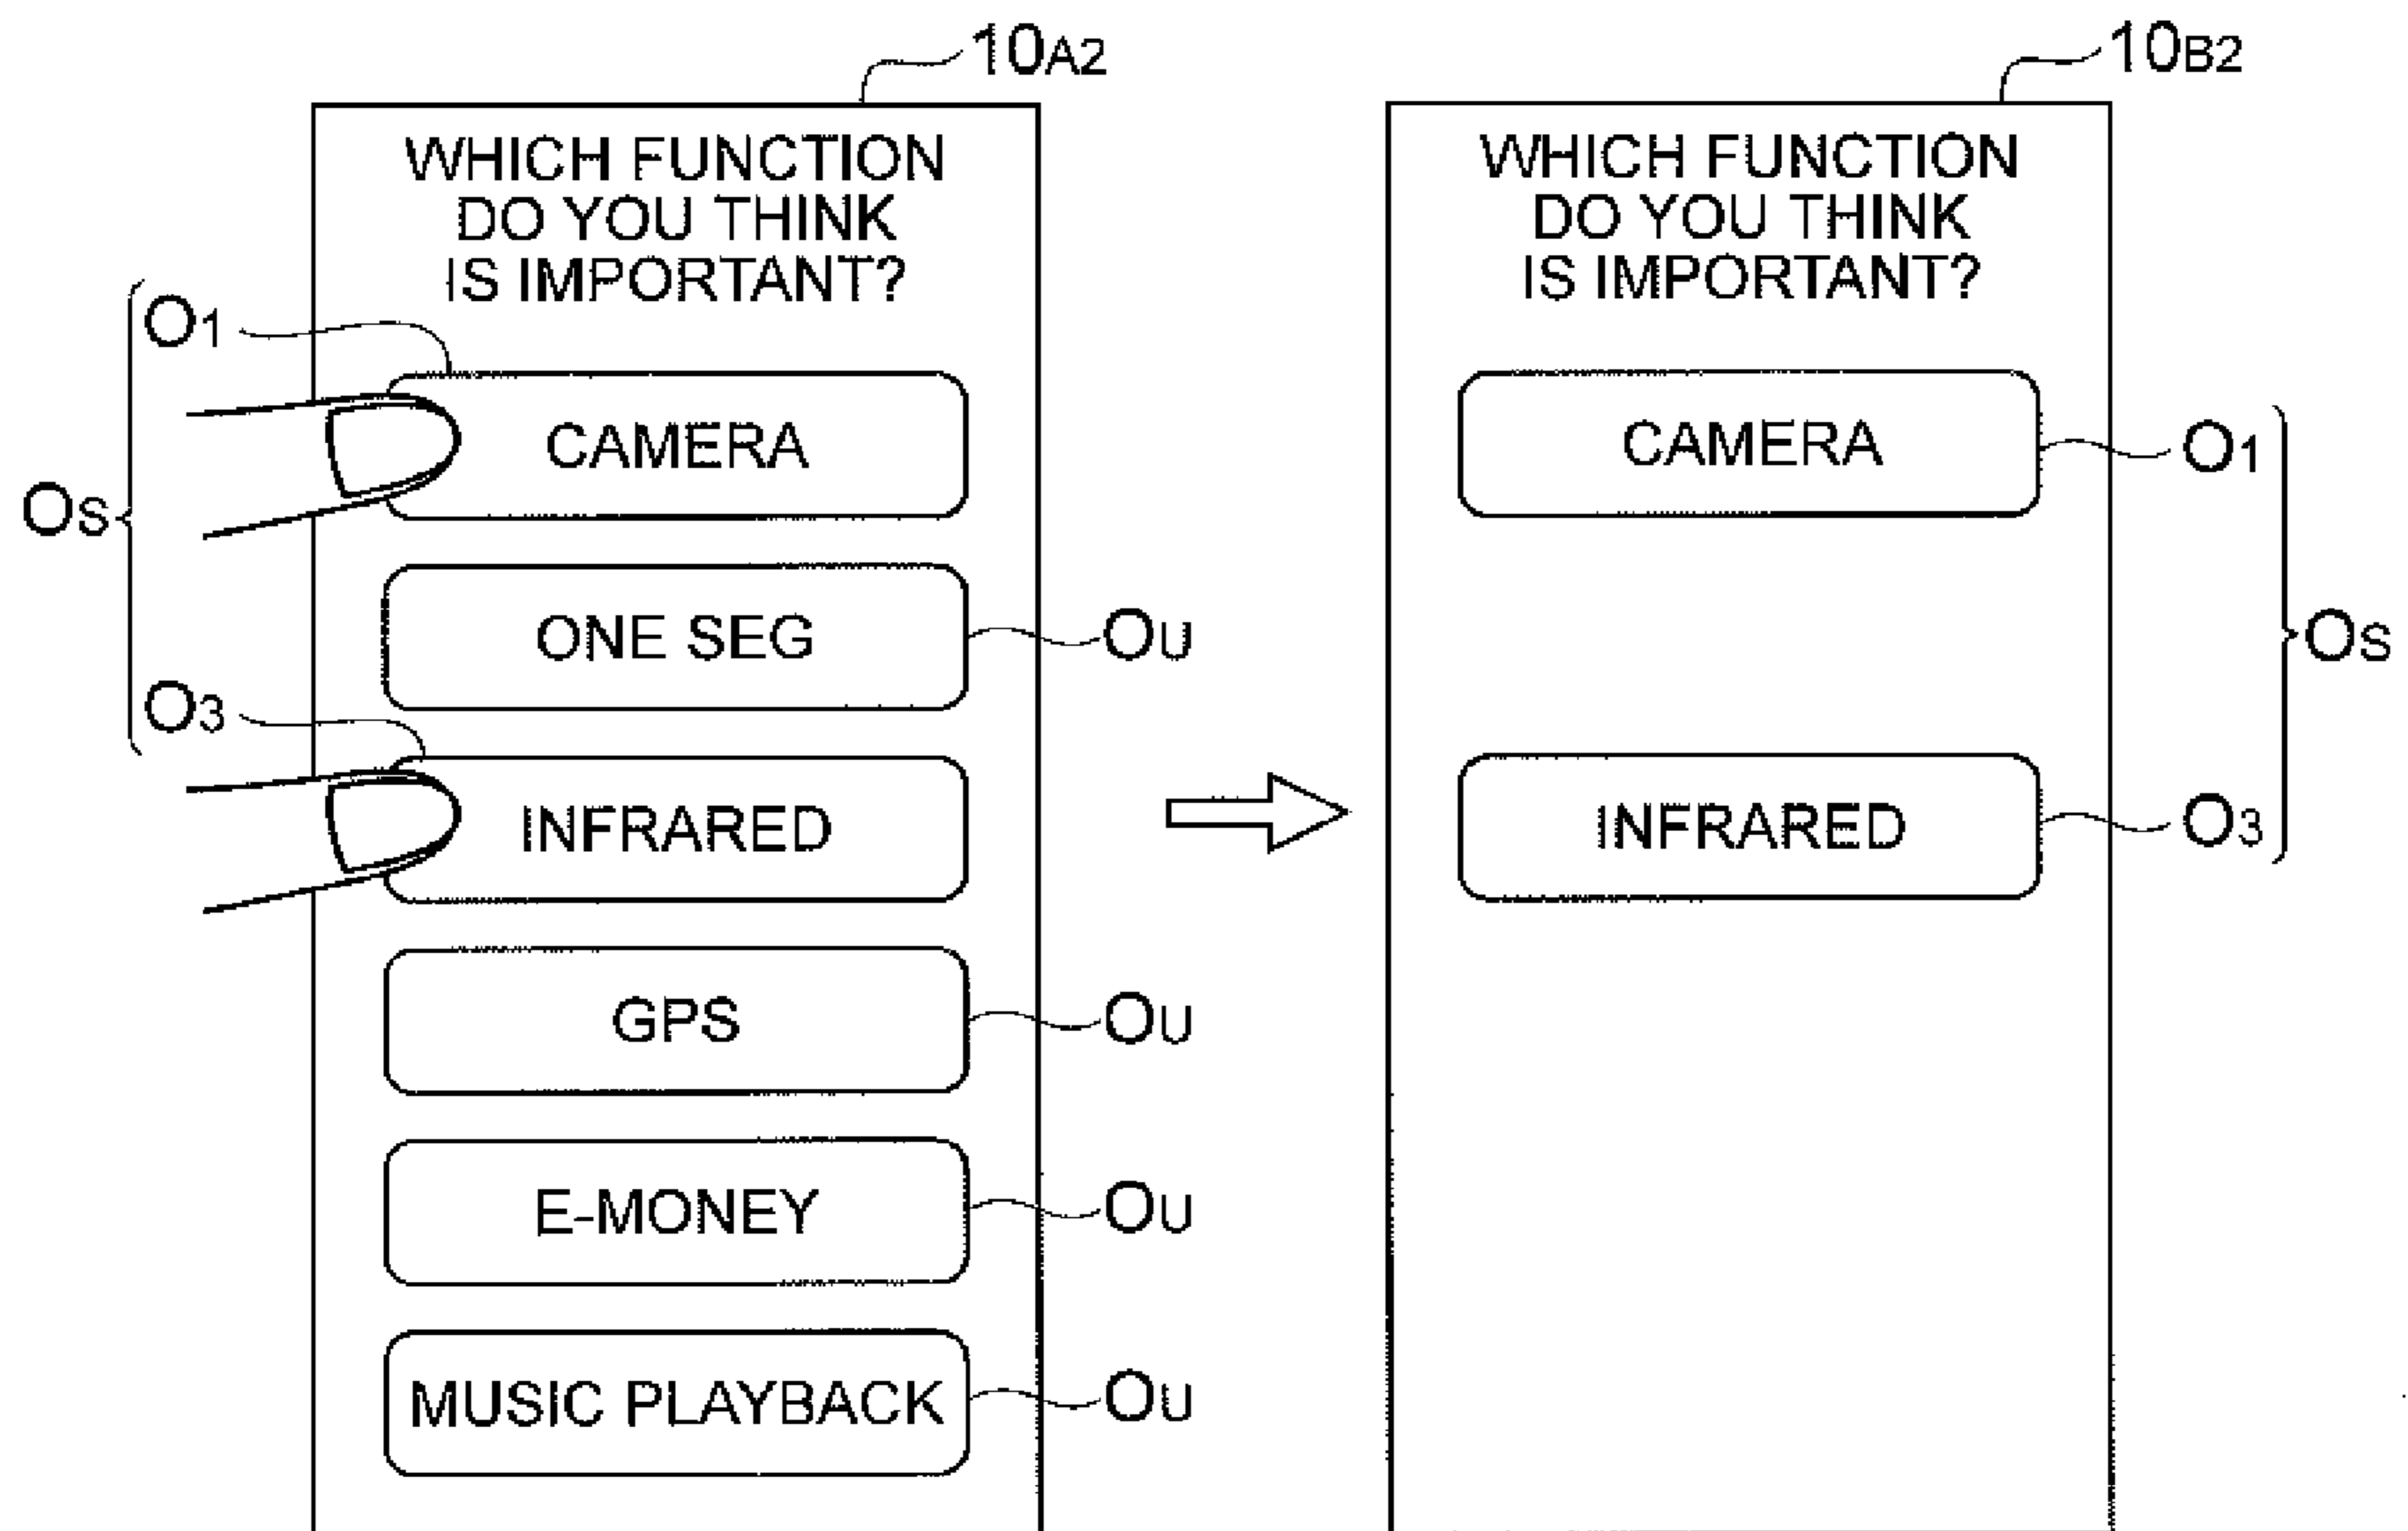 10A2
WHICH FUNCTION
DO YOU THINK
IS IMPORTANT?
O1
CAMERA
OS
ONE SEG
OU
O3
INFRARED
GPS
OU
E-MONEY
OU
MUSIC PLAYBACK
OU
10B2
WHICH FUNCTION
DO YOU THINK
IS IMPORTANT?
CAMERA
O1
OS
INFRARED
O3